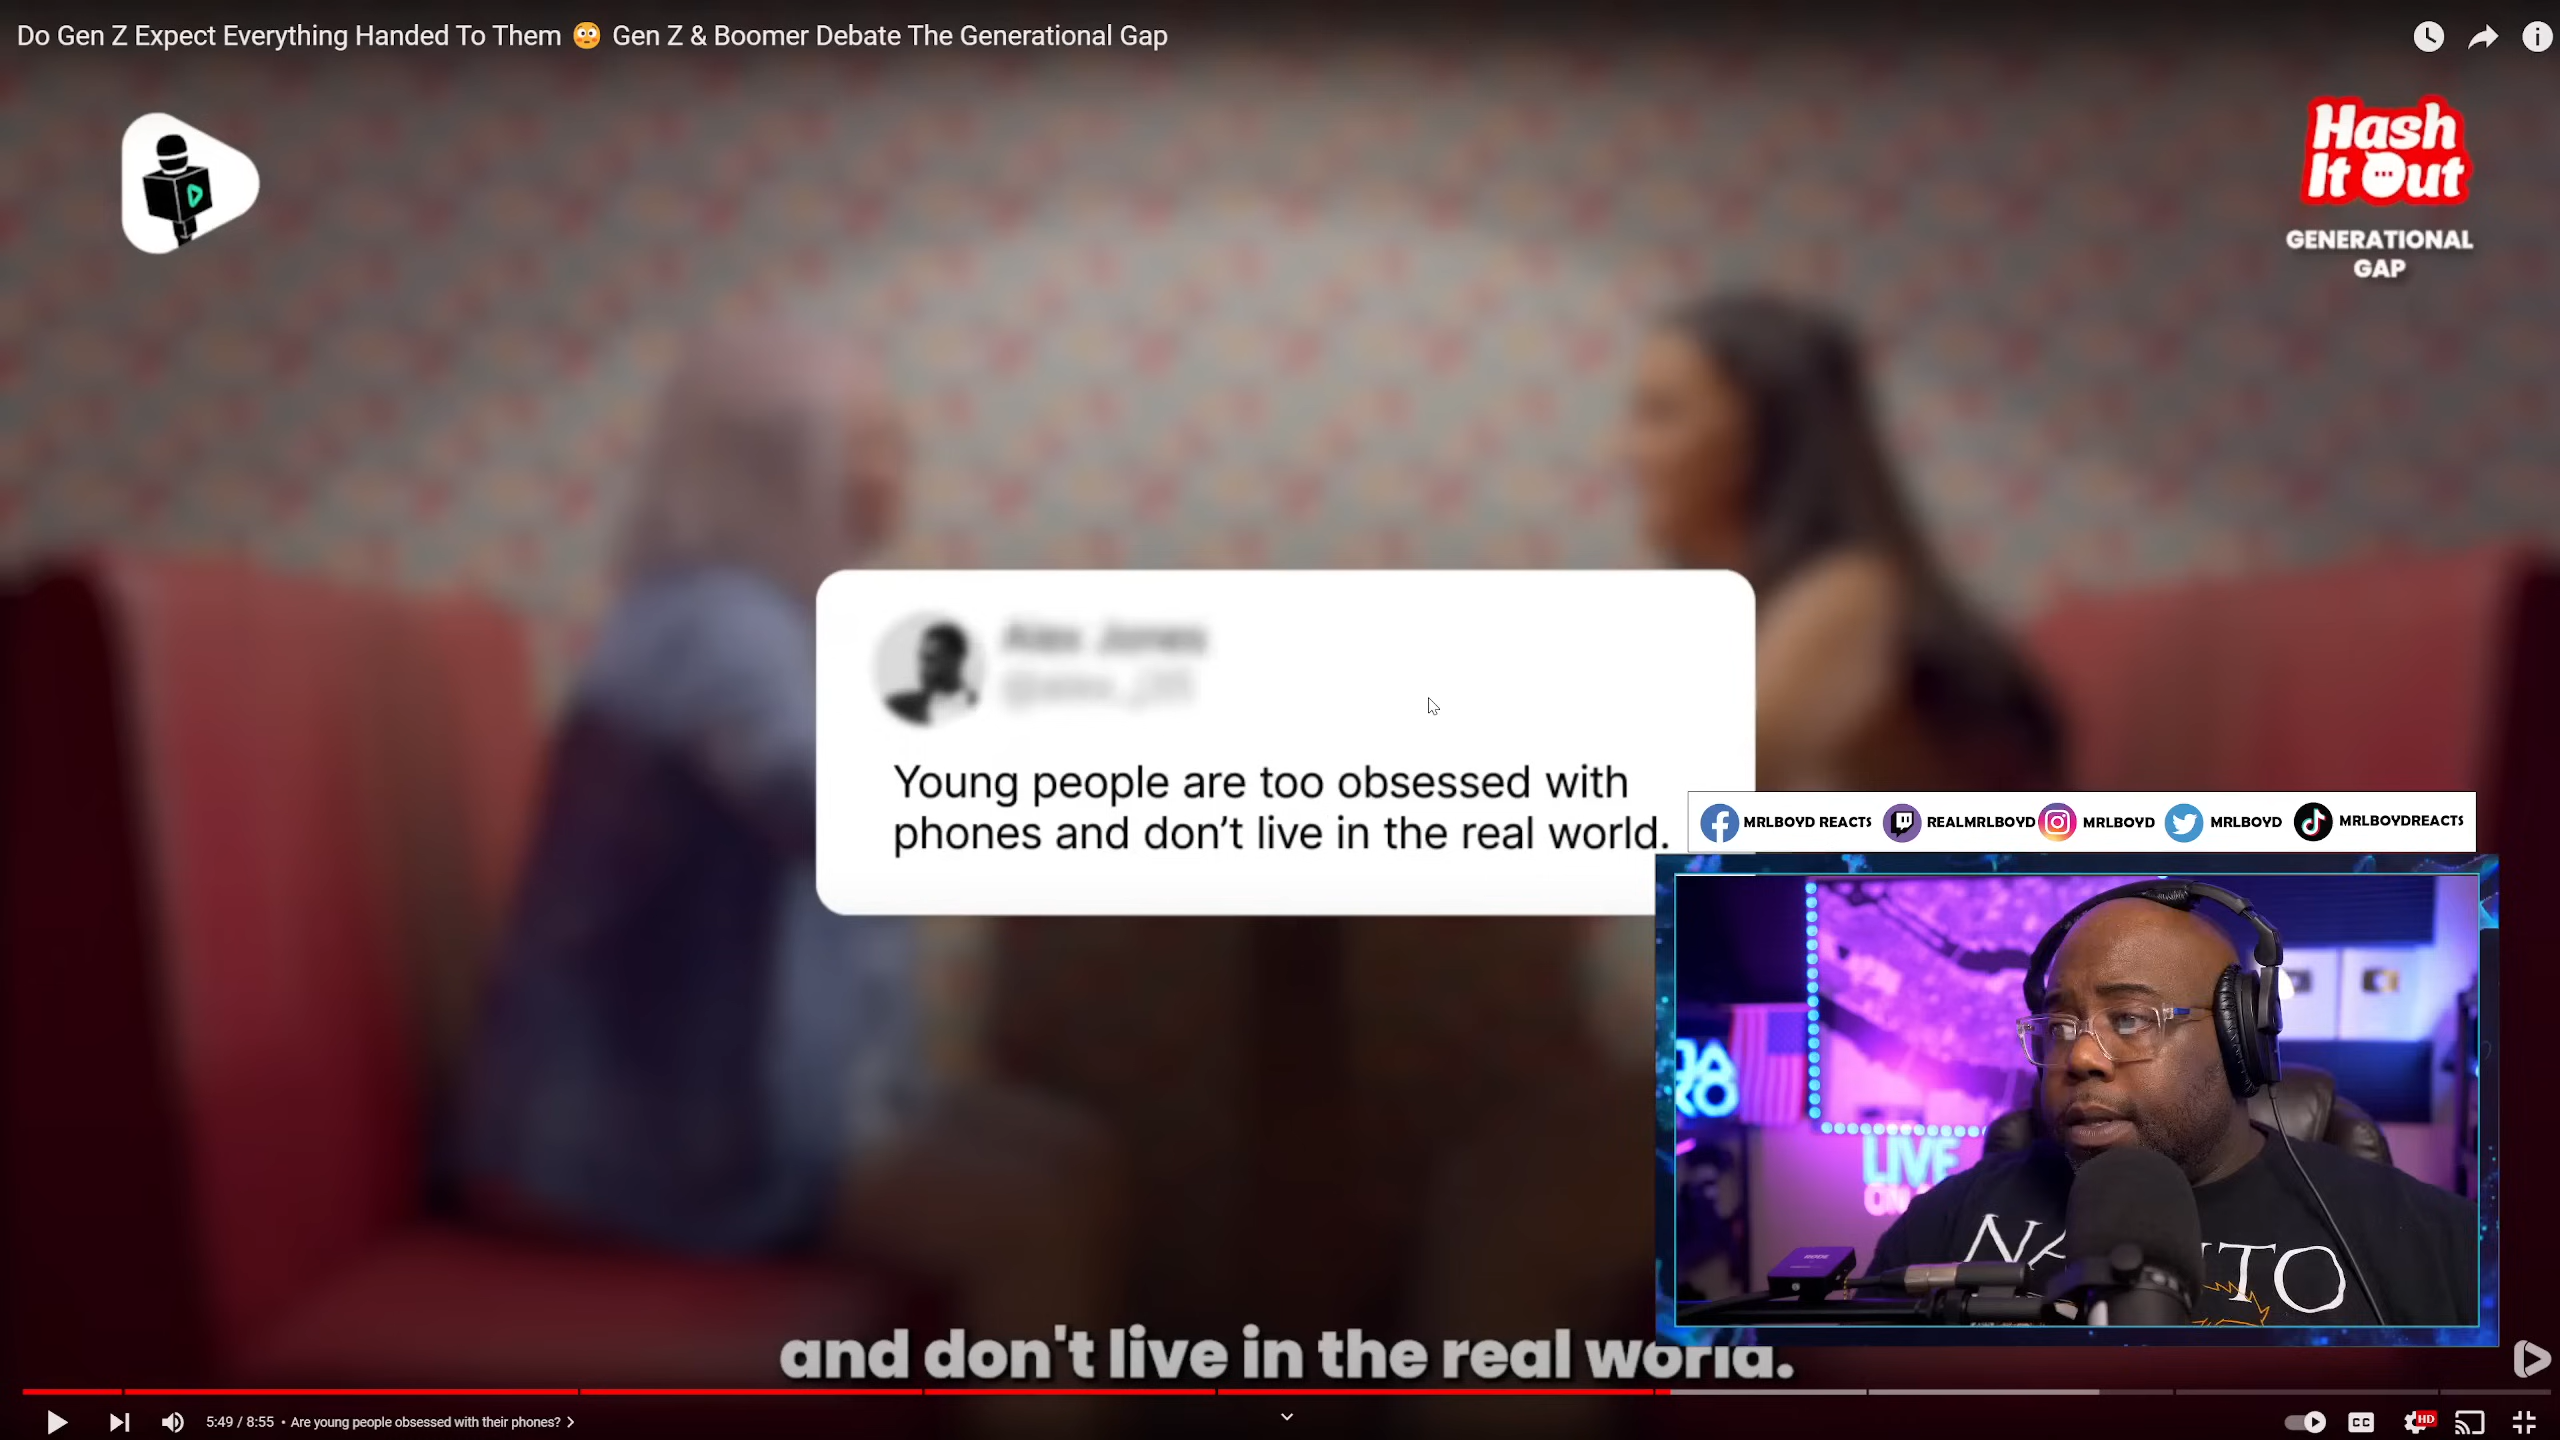 Do Gen Z Expect Everything Handed To Them 😳 Gen Z & Boomer Debate The Generational Gap
Hash
It Out
GENERATIONAL
GAP
Young people are too obsessed with
phones and don’t live in the real world.
MRLBOYD REACTS REALMRLBOYD MRLBOYD MRLBOYD MRLBOYDREACTS
LIVE
ON
and don't live in the real world.
5:49 / 8:55 • Are young people obsessed with their phones? >
CC
HD